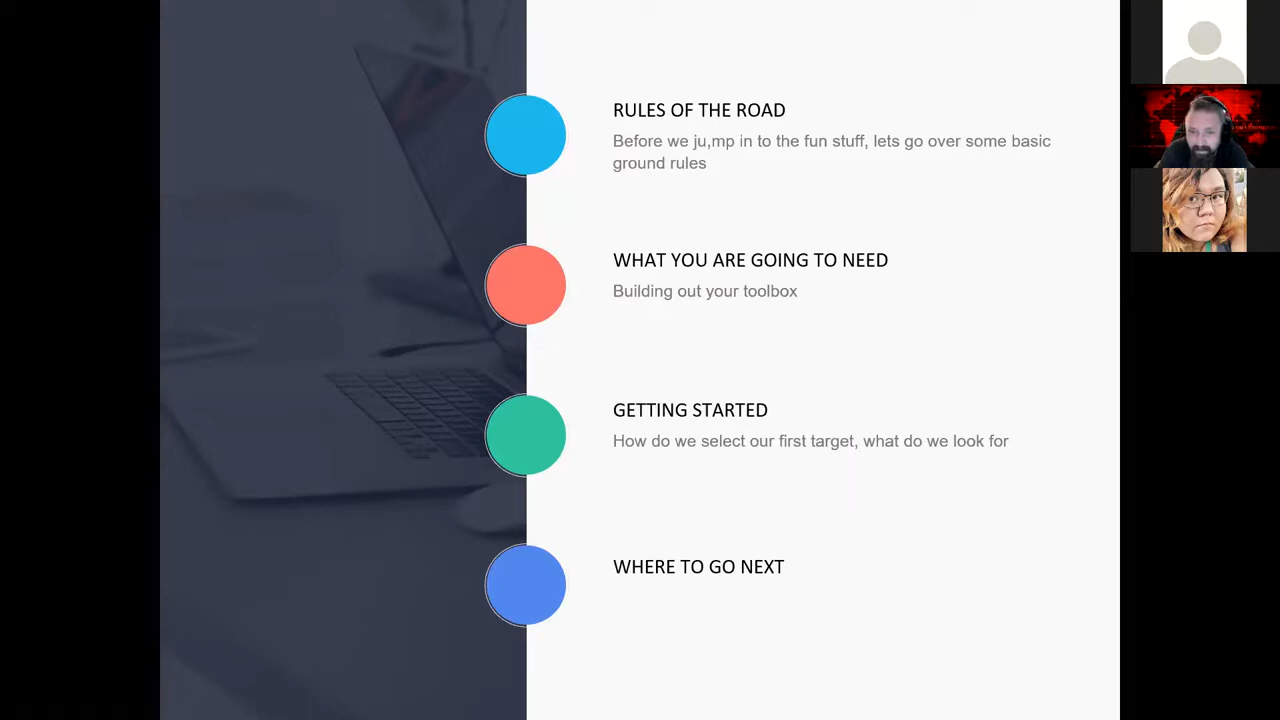 RULES OF THE ROAD
Before we ju,mp in to the fun stuff, lets go over some basic
ground rules
WHAT YOU ARE GOING TO NEED
Building out your toolbox
GETTING STARTED
How do we select our first target, what do we look for
WHERE TO GO NEXT